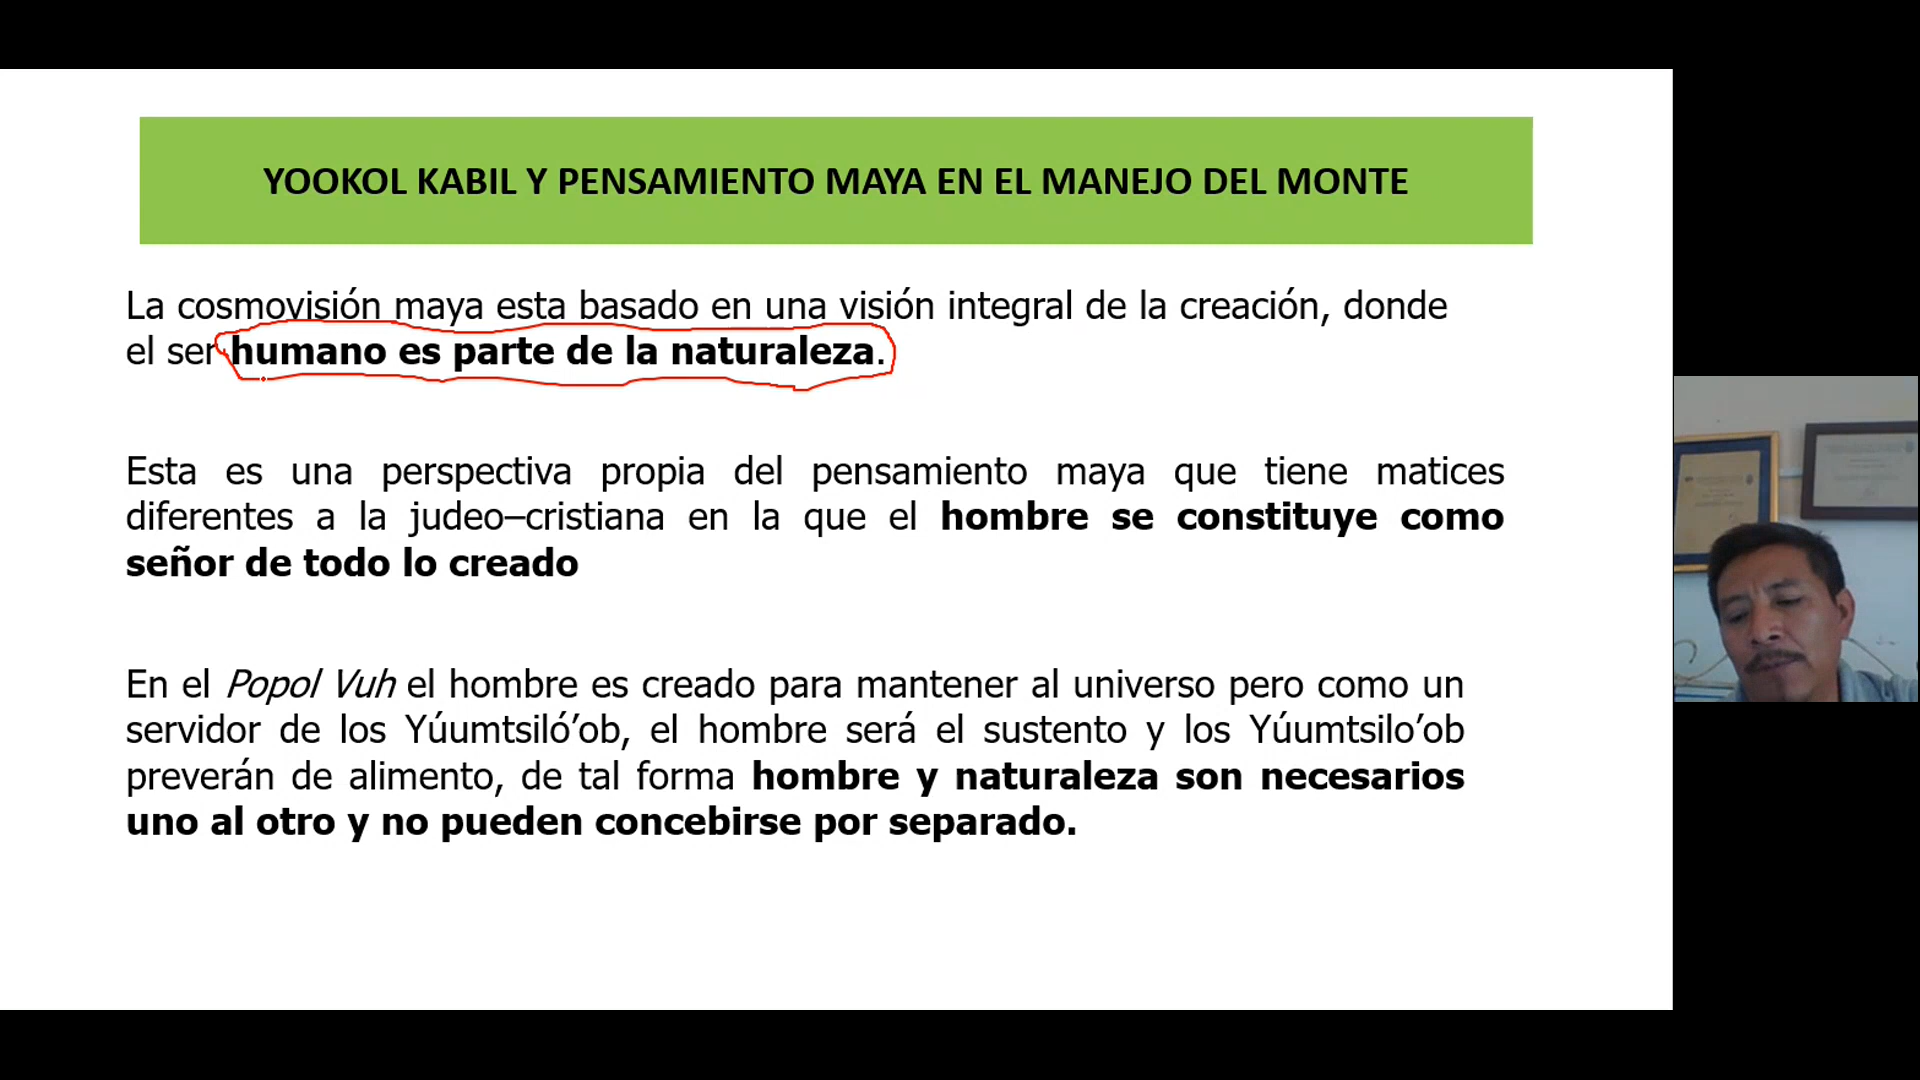 YOOKOL KABIL Y PENSAMIENTO MAYA EN EL MANEJO DEL MONTE
La cosmovisión maya esta basado en una visión integral de la creación, donde
el ser humano es parte de la naturaleza.
Esta es una perspectiva propia del pensamiento maya que tiene matices
diferentes a la judeo–cristiana en la que el hombre se constituye como
señor de todo lo creado
En el Popol Vuh el hombre es creado para mantener al universo pero como un
servidor de los Yúumtsiló’ob, el hombre será el sustento y los Yúumtsilo’ob
preverán de alimento, de tal forma hombre y naturaleza son necesarios
uno al otro y no pueden concebirse por separado.